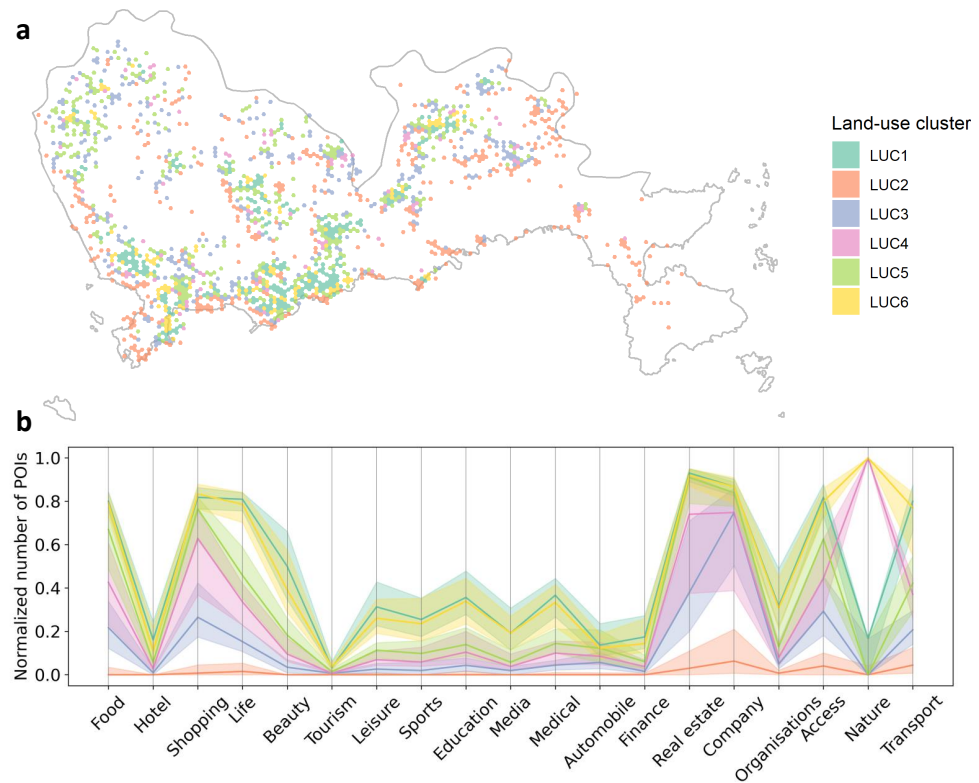 a
Land-use cluster
LUC1
LUC2
LUC3
LUC4
LUC5
LUC6
b
Normalized number of POIs
1.0
0.8
0.6
0.4
0.2
0.0
Food
Hotel
Shopping
Life
Beauty
Tourism
Leisure
Sports
Education
Media
Medical
Automobile
Finance
Real estate
Company
Organisations
Access
Nature
Transport